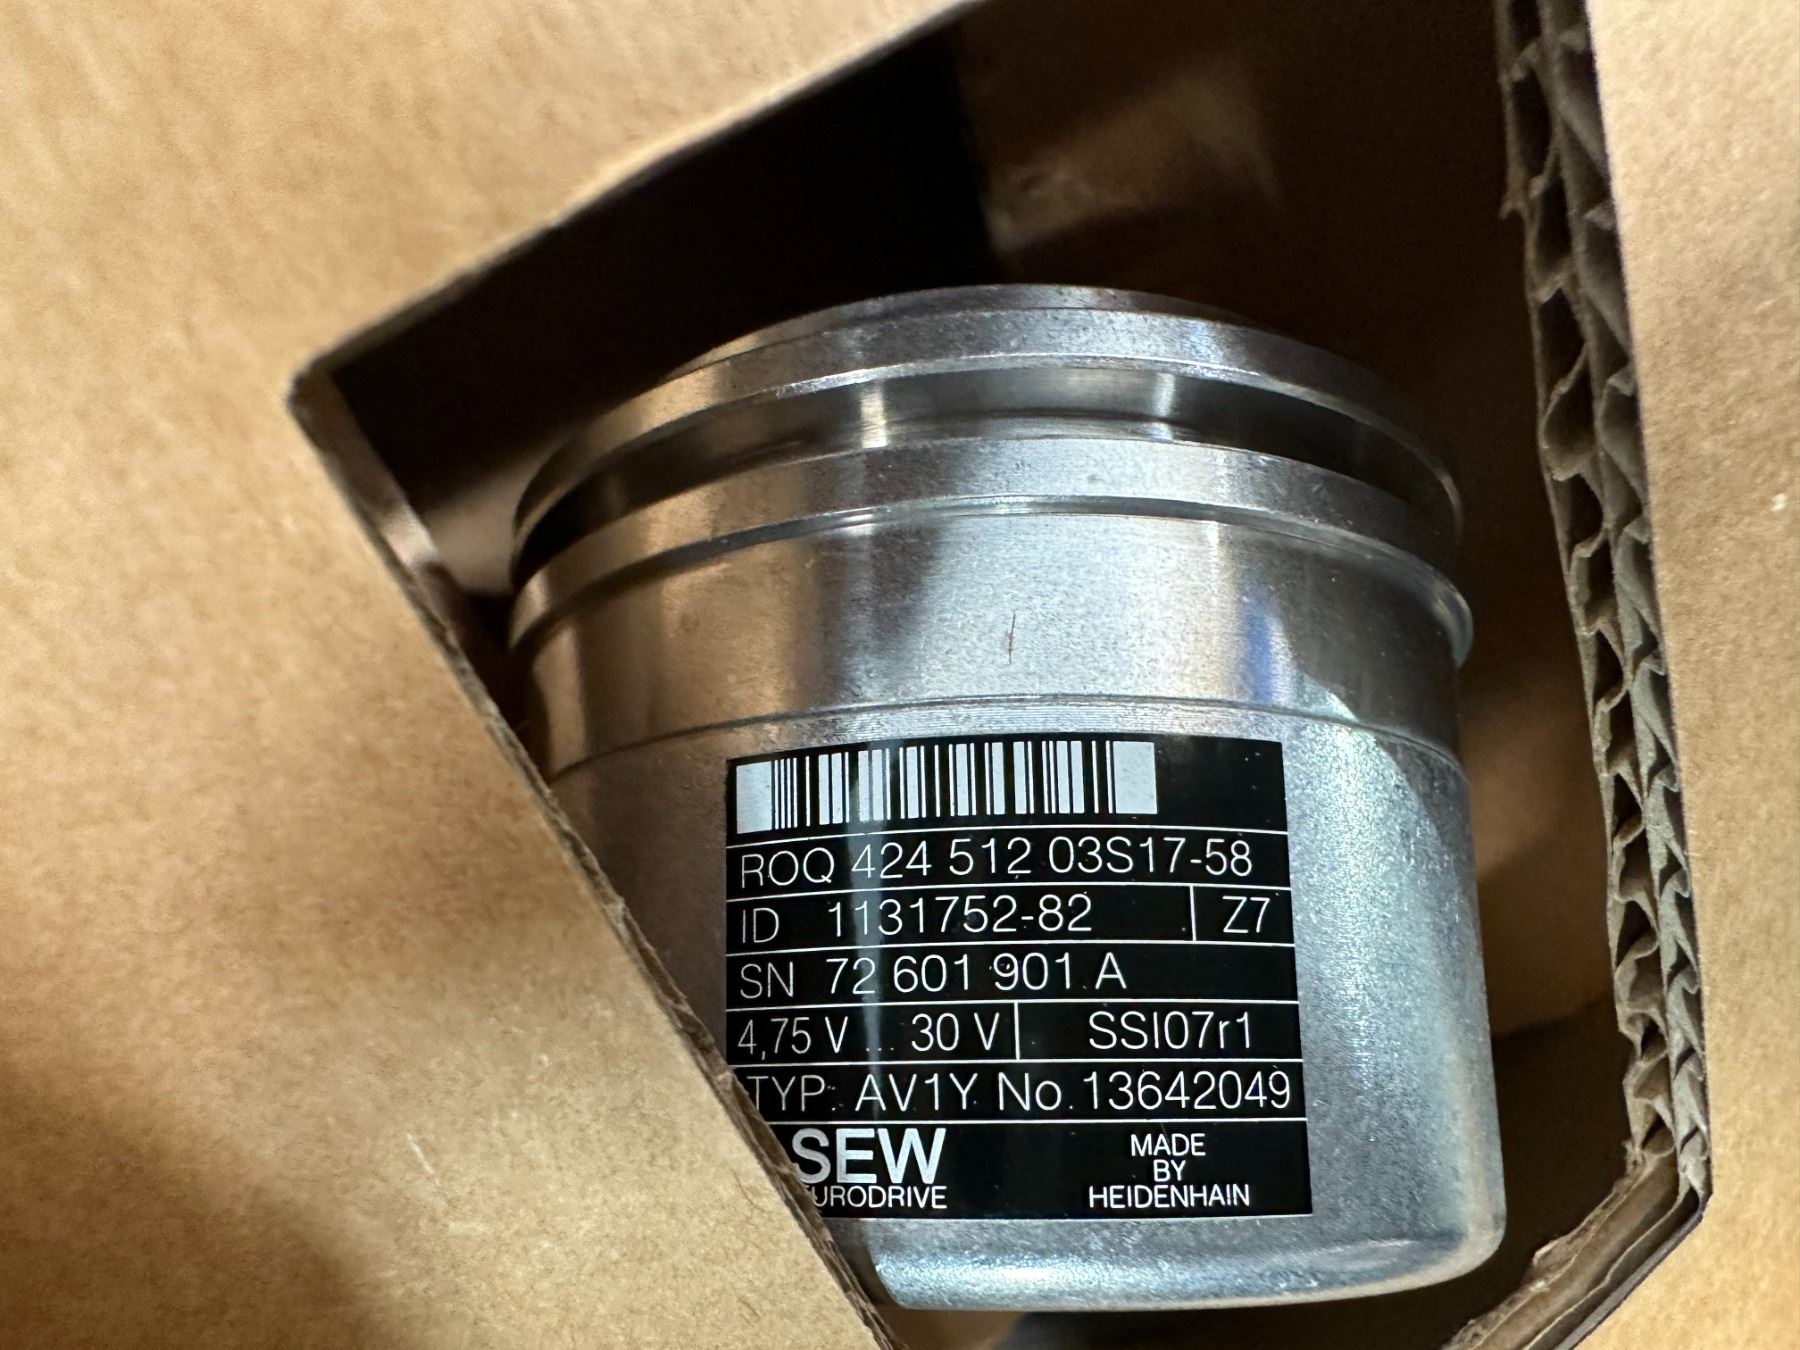 ROQ 424 512 03S17-58
ID 1131752-82 Z7
SN 72 601 901 A
4,75 V ... 30 V SSI07r1
TYP: AV1Y No.13642049
SEW MADE
BY
URODRIVE HEIDENHAIN